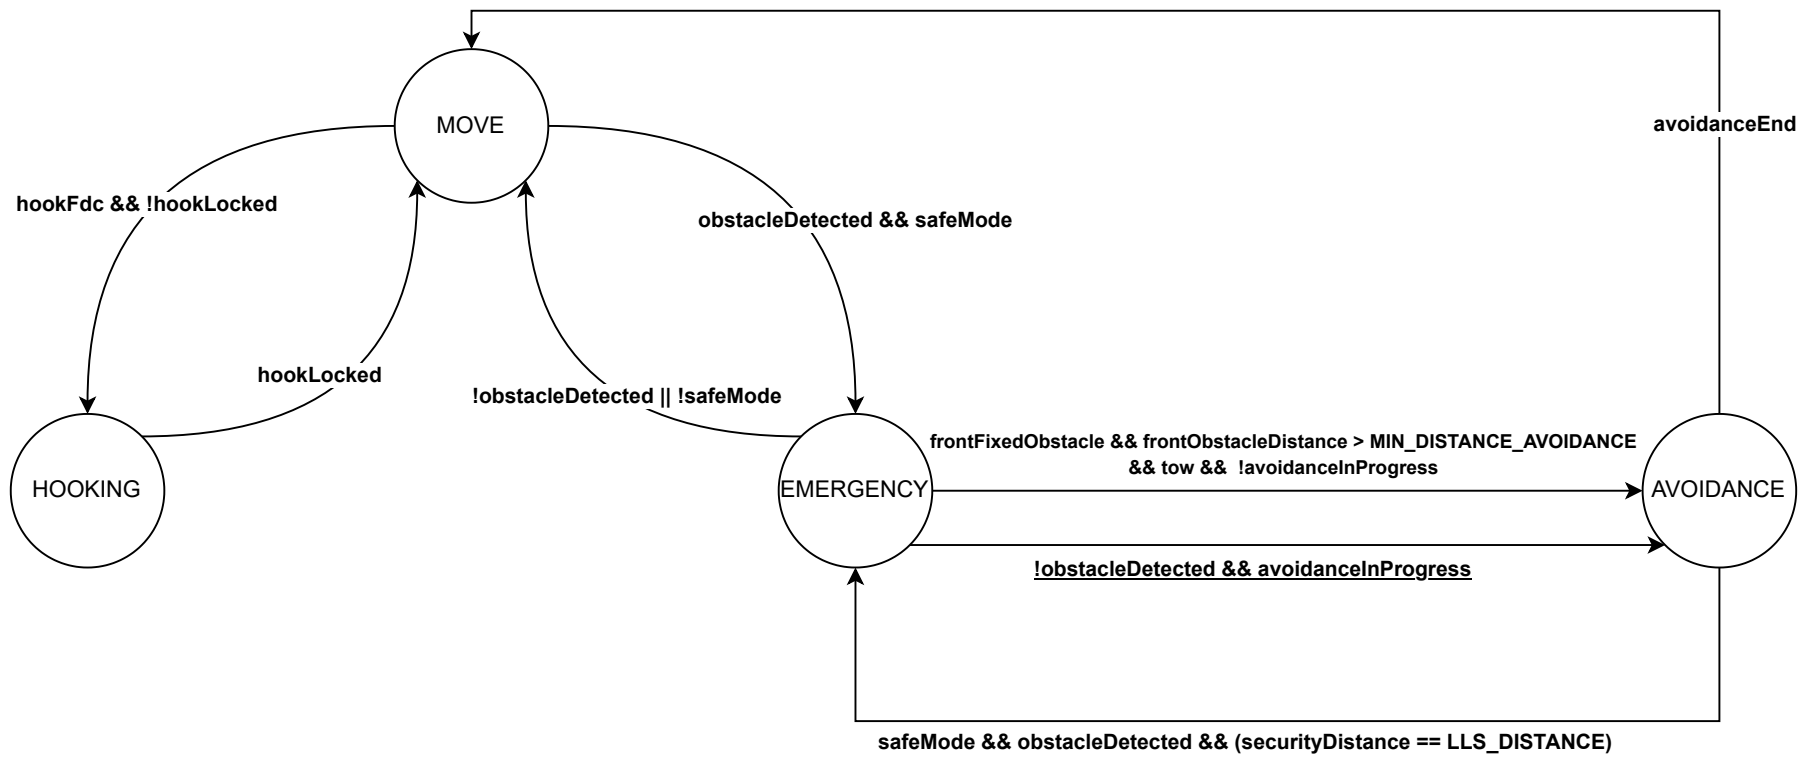 MOVE
avoidanceEnd
hookFdc && !hookLocked
obstacleDetected && safeMode
hookLocked
!obstacleDetected || !safeMode
frontFixedObstacle && frontObstacleDistance > MIN_DISTANCE_AVOIDANCE
&& tow && !avoidanceInProgress
HOOKING
EMERGENCY
AVOIDANCE
!obstacleDetected && avoidanceInProgress
safeMode && obstacleDetected && (securityDistance == LLS_DISTANCE)